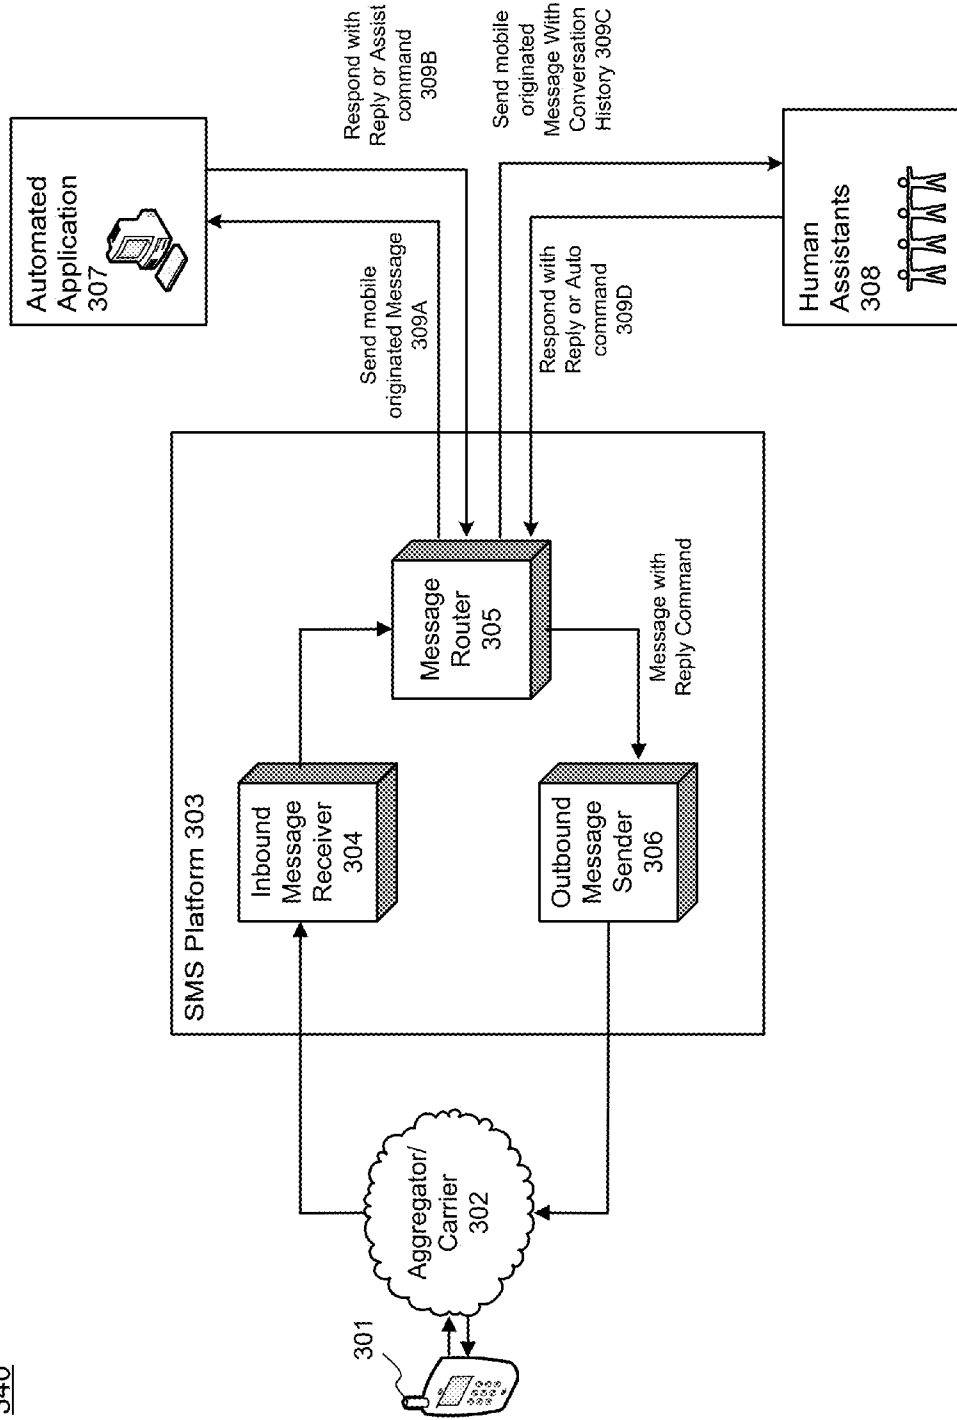 301
Aggregator/
Carrier
302
SMS Platform 303
Inbound
Message
Receiver
304
Message
Router
305
Outbound
Message
Sender
306
Message with
Reply Command
Automated
Application
307
Send mobile
originated Message
309A
Respond with
Reply or Assist
command
309B
Send mobile
originated
Message With
Conversation
History 309C
Respond with
Reply or Auto
command
309D
Human
Assistants
308